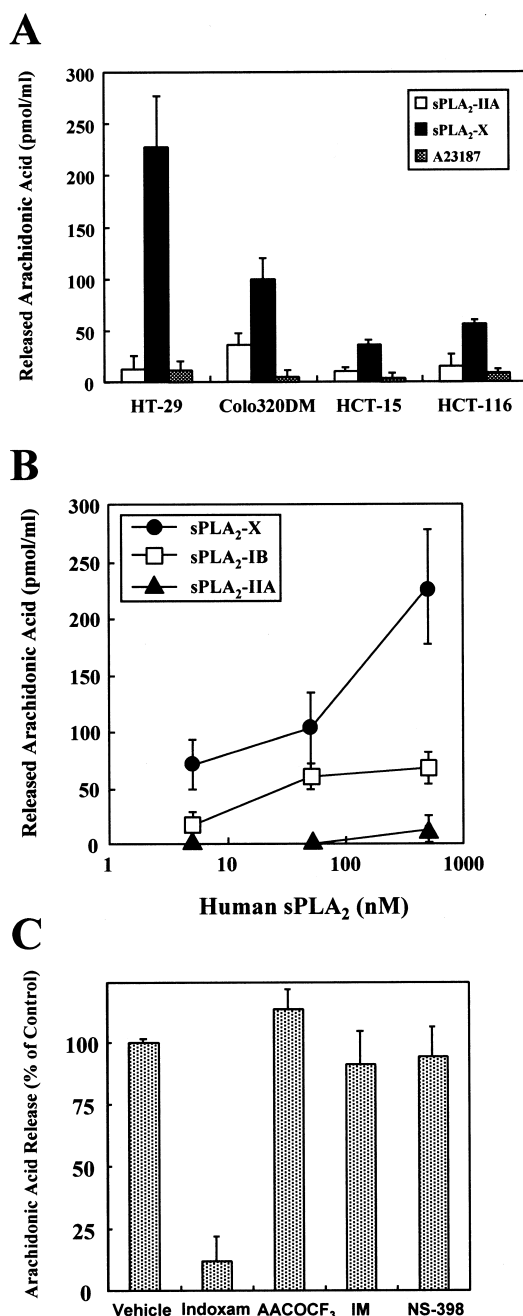 A
Released Arachidonic Acid (pmol/ml)
300
250
200
150
100
50
0
sPLA₂-IIA
sPLA₂-X
A23187
HT-29 Colo320DM HCT-15 HCT-116
B
Released Arachidonic Acid (pmol/ml)
300
250
200
150
100
50
0
sPLA₂-X
sPLA₂-IB
sPLA₂-IIA
1 10 100 1000
Human sPLA₂ (nM)
C
Arachidonic Acid Release (% of Control)
100
75
50
25
0
Vehicle Indoxam AACOCF₃ IM NS-398